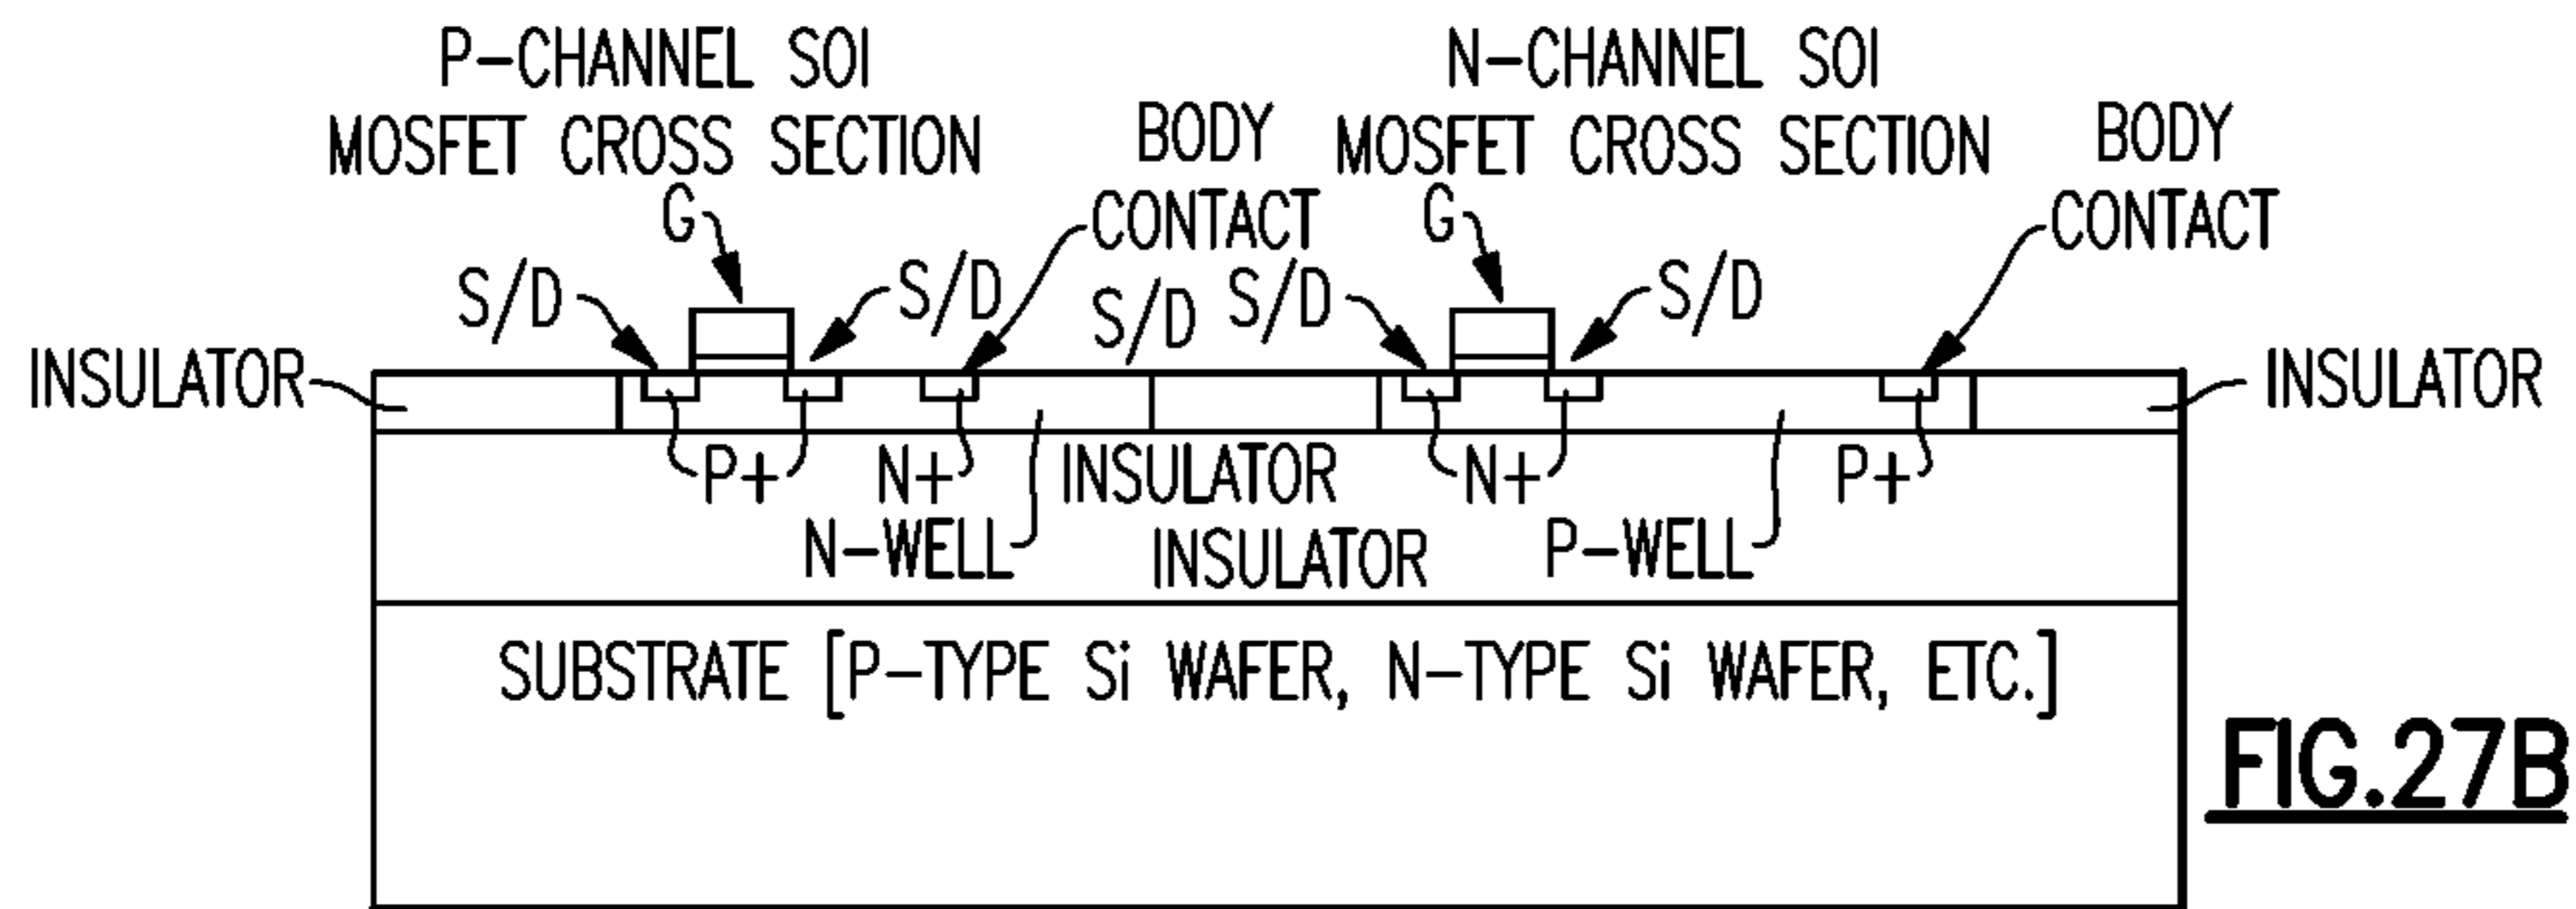 P-CHANNEL SOI
MOSFET CROSS SECTION
BODY
CONTACT
N-CHANNEL SOI
MOSFET CROSS SECTION
BODY
CONTACT
G
G
S/D
S/D
S/D
S/D
S/D
INSULATOR
INSULATOR
P+
N+
INSULATOR
N+
P+
N-WELL
INSULATOR
P-WELL
SUBSTRATE [P-TYPE Si WAFER, N-TYPE Si WAFER, ETC.]
FIG.27B